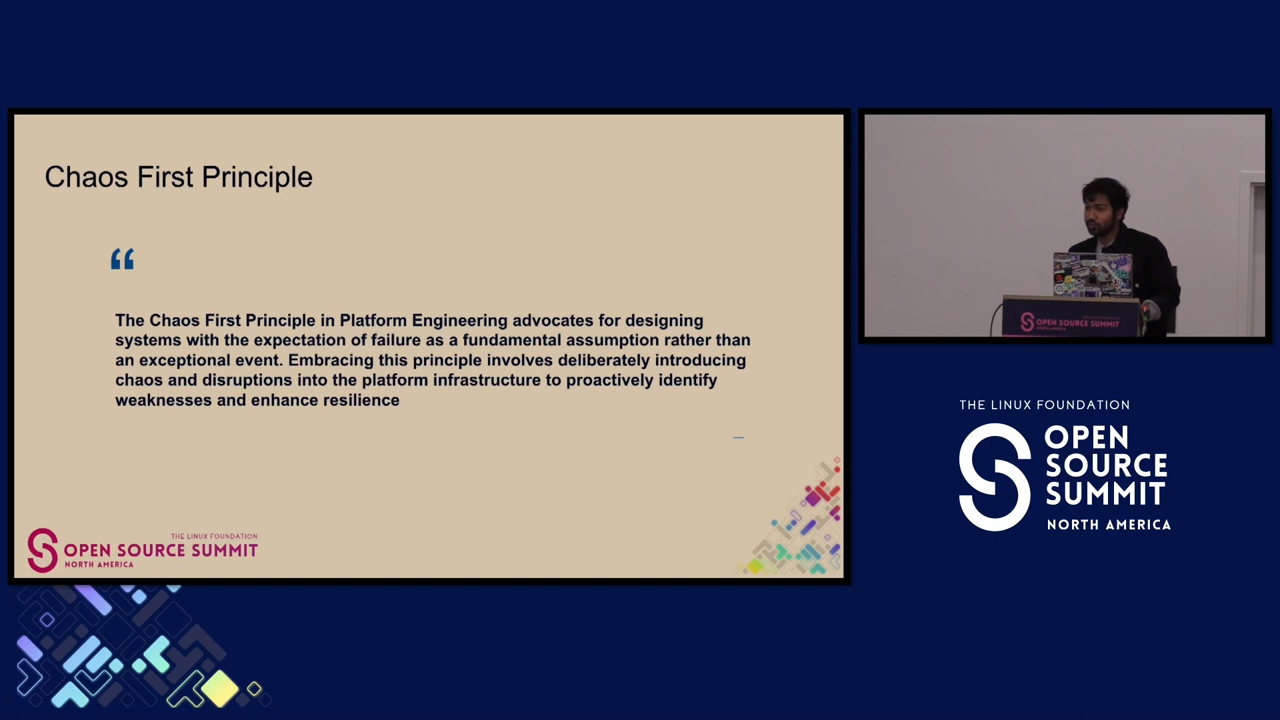 Chaos First Principle
“
The Chaos First Principle in Platform Engineering advocates for designing
systems with the expectation of failure as a fundamental assumption rather than
an exceptional event. Embracing this principle involves deliberately introducing
chaos and disruptions into the platform infrastructure to proactively identify
weaknesses and enhance resilience
—
THE LINUX FOUNDATION
OPEN SOURCE SUMMIT
NORTH AMERICA
OPEN SOURCE SUMMIT
THE LINUX FOUNDATION
OPEN
SOURCE
SUMMIT
NORTH AMERICA